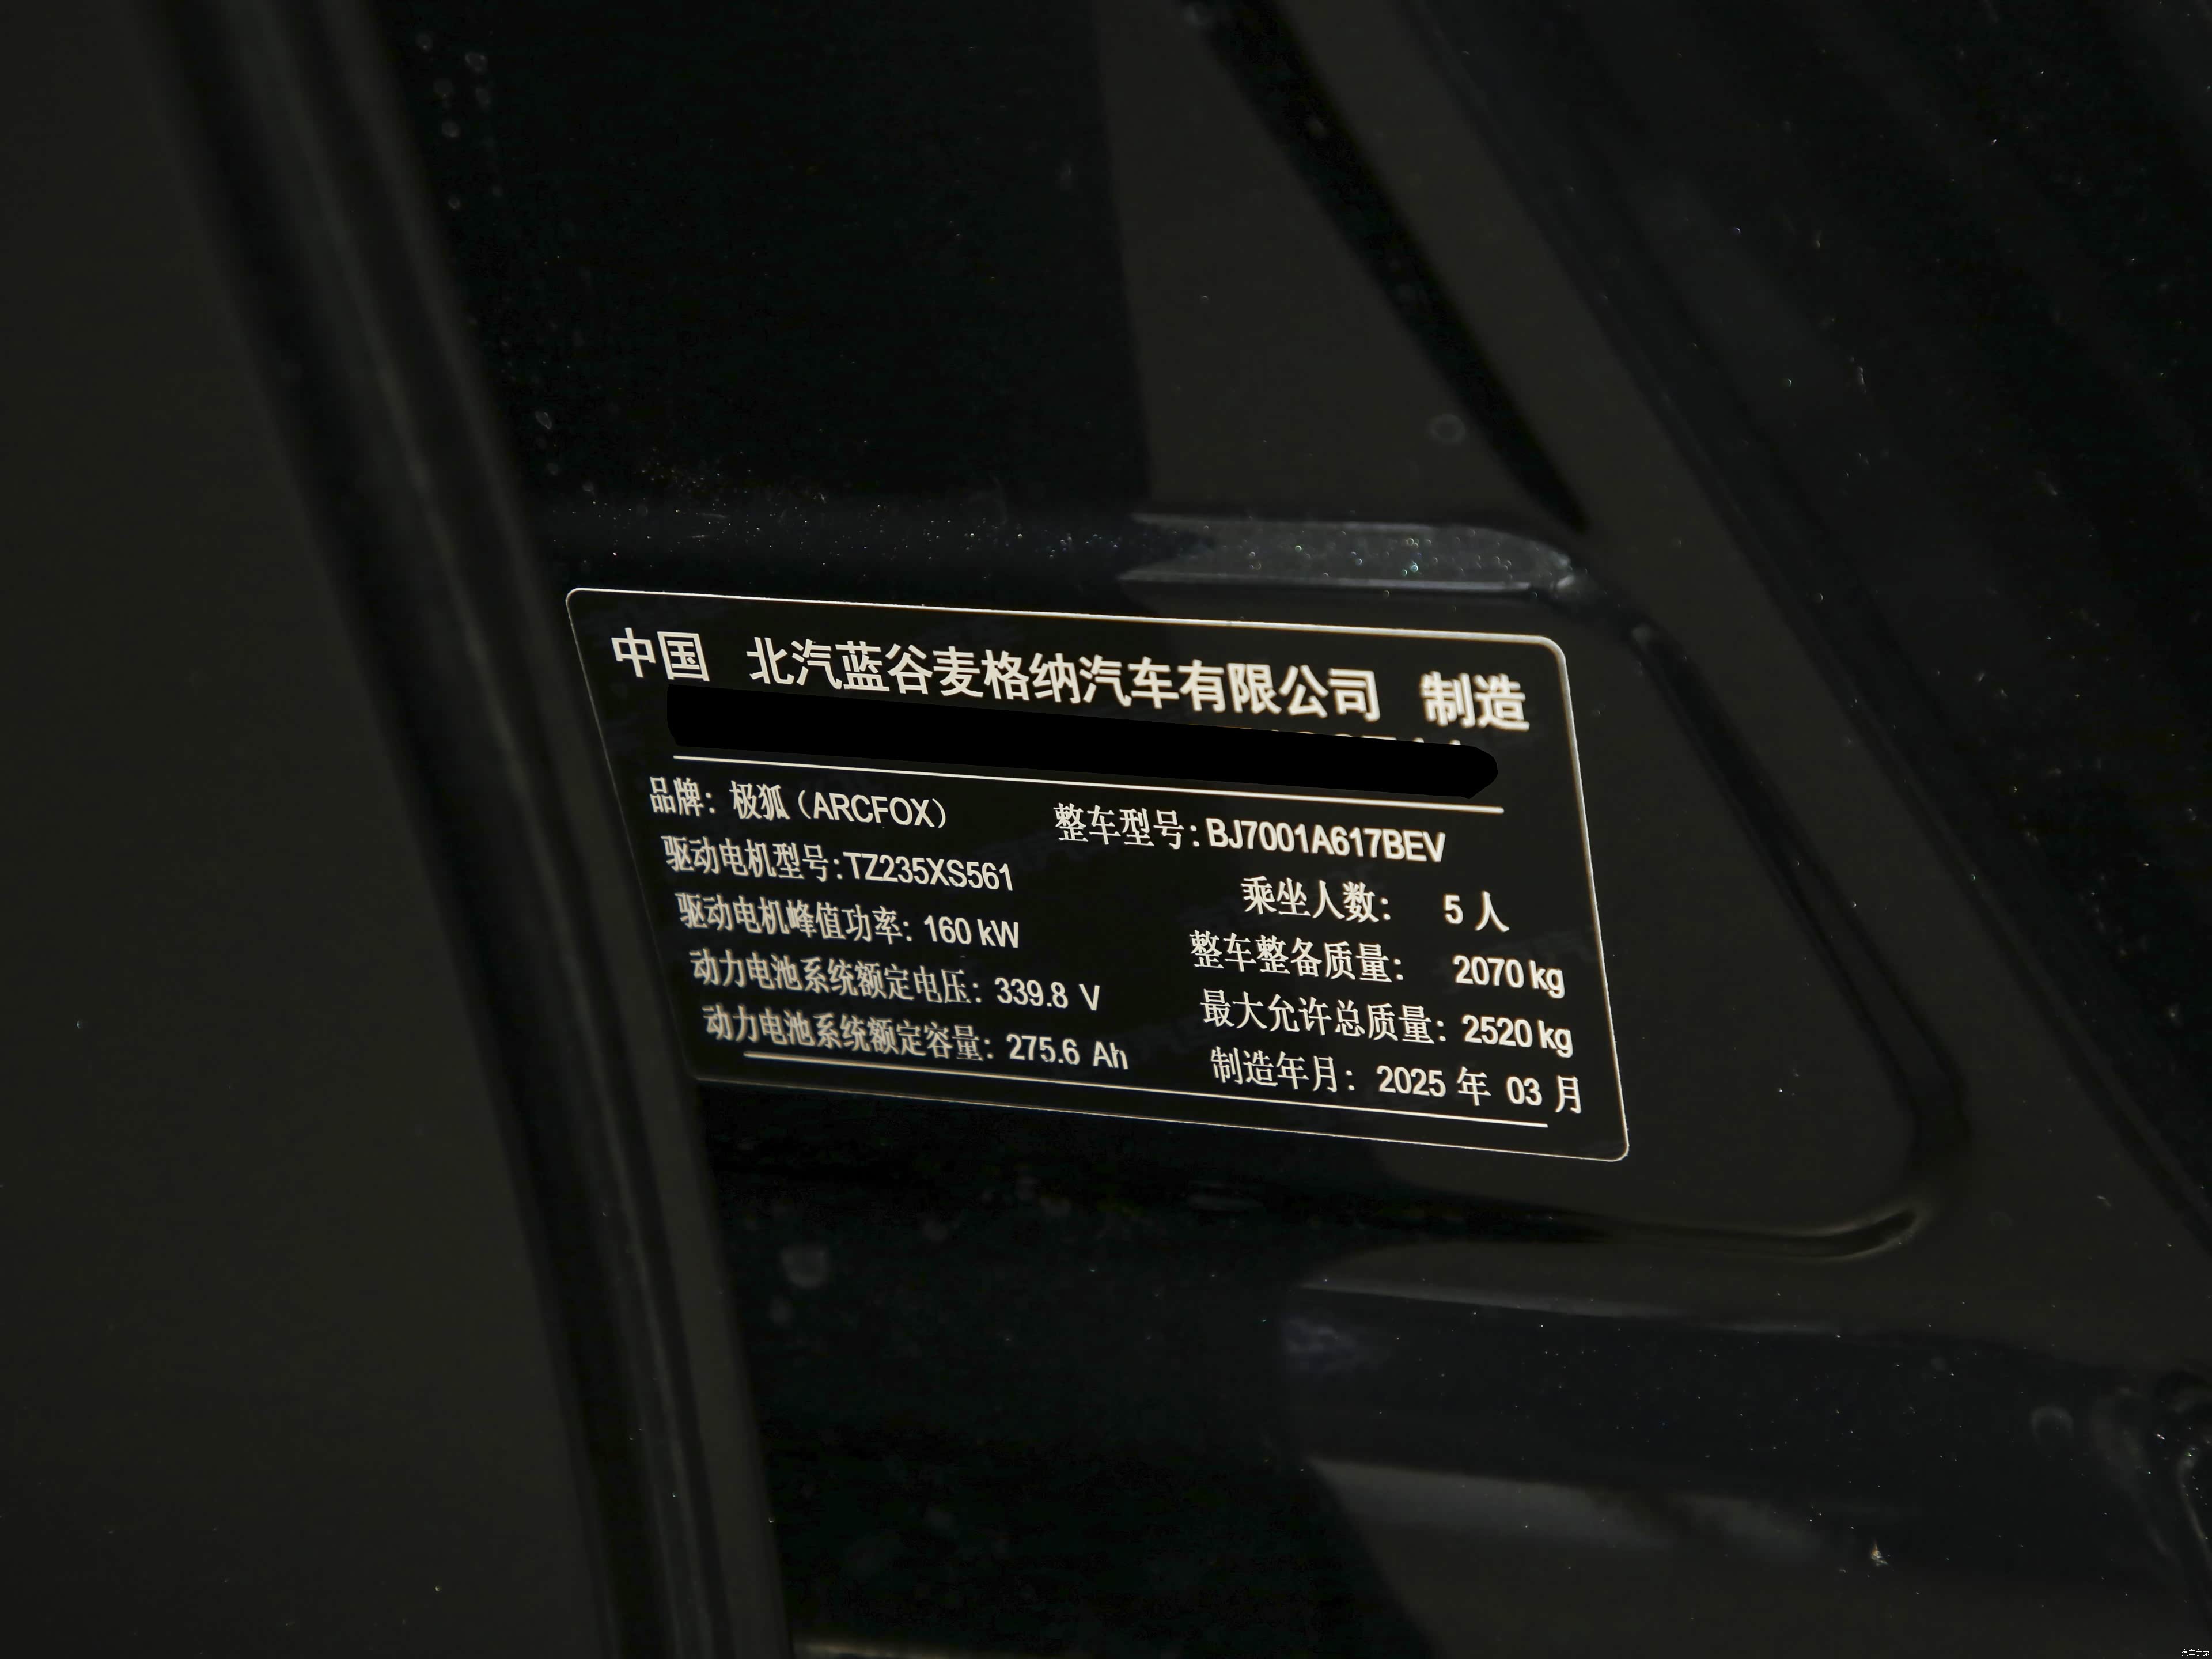 中国 北汽蓝谷麦格纳汽车有限公司 制造
品牌：极狐（ARCFOX） 整车型号：BJ7001A617BEV
驱动电机型号：TZ235XS561 乘坐人数： 5 人
驱动电机峰值功率：160 kW 整车整备质量： 2070 kg
动力电池系统额定电压：339.8 V 最大允许总质量：2520 kg
动力电池系统额定容量：275.6 Ah 制造年月：2025 年 03 月
汽车之家